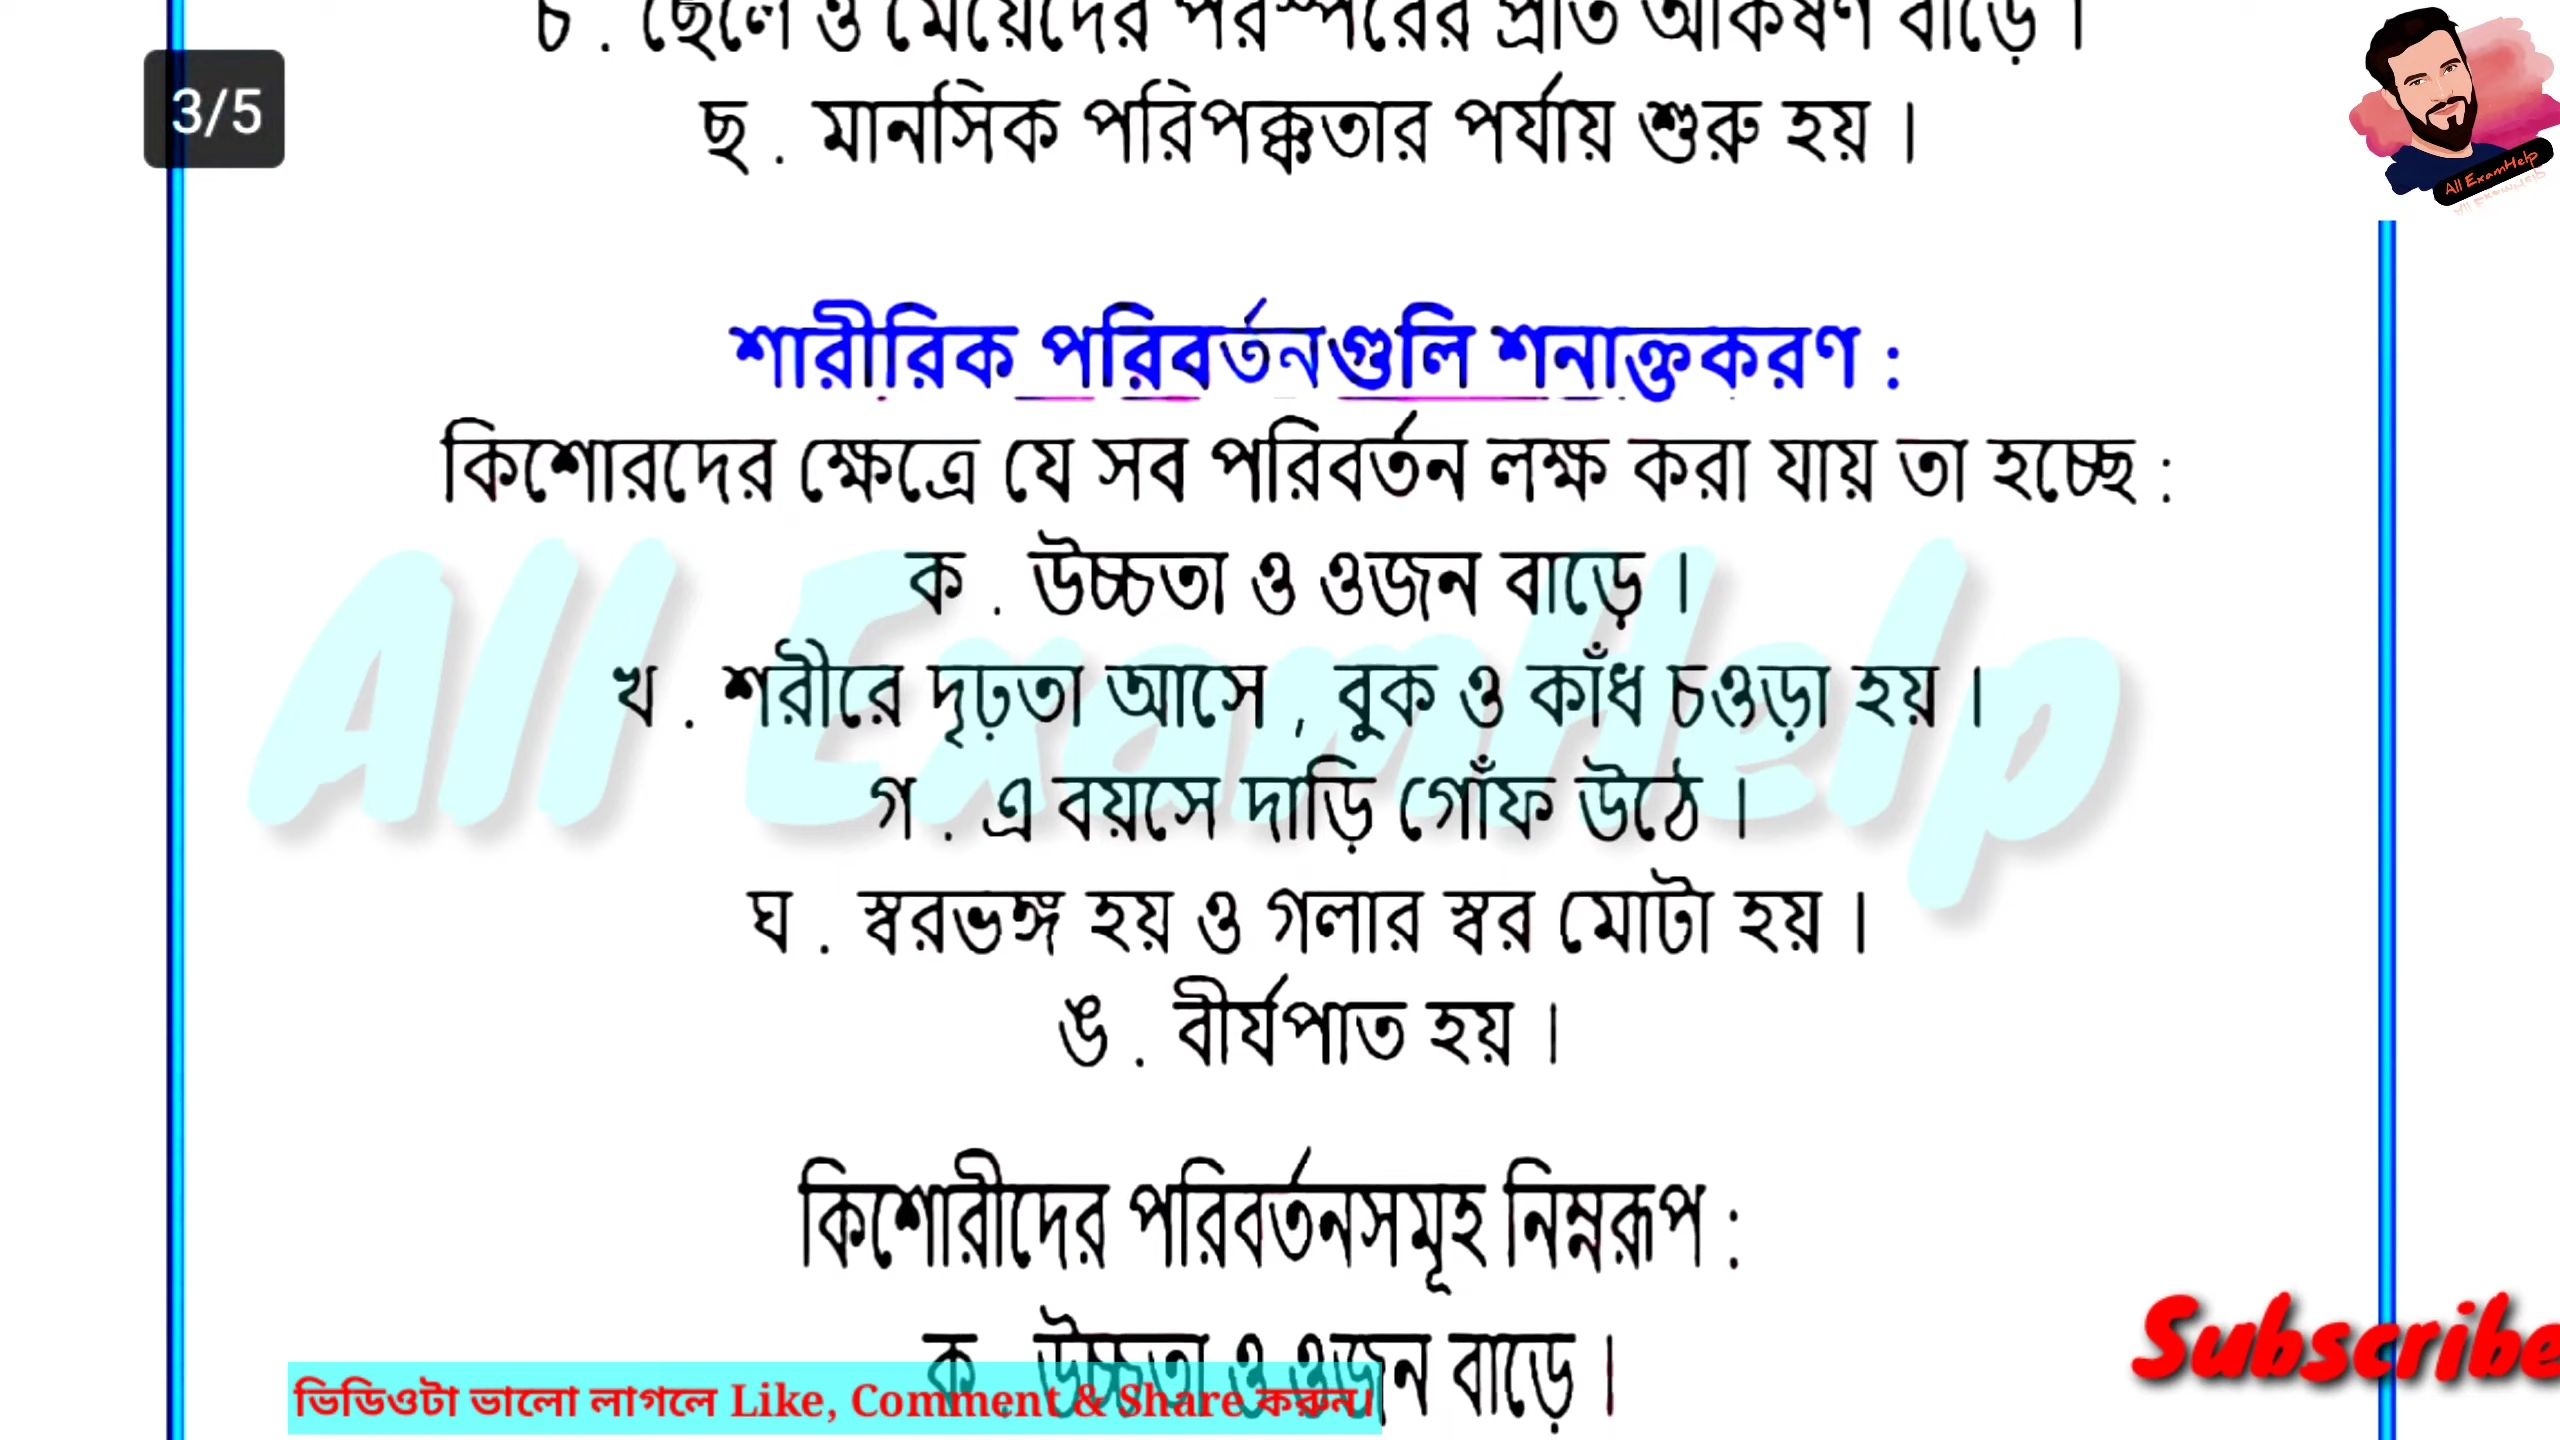 চ . ছেলে ও মেয়েদের পরস্পরের প্রতি আকর্ষণ বাড়ে ।
3/5
ছ . মানসিক পরিপক্কতার পর্যায় শুরু হয় ।
All ExamHelp
শারীরিক পরিবর্তনগুলি শনাক্তকরণ :
কিশোরদের ক্ষেত্রে যে সব পরিবর্তন লক্ষ করা যায় তা হচ্ছে :
ক . উচ্চতা ও ওজন বাড়ে ।
All ExamHelp
খ . শরীরে দৃঢ়তা আসে , বুক ও কাঁধ চওড়া হয় ।
গ . এ বয়সে দাড়ি গোঁফ উঠে ।
ঘ . স্বরভঙ্গ হয় ও গলার স্বর মোটা হয় ।
ঙ . বীর্যপাত হয় ।
কিশোরীদের পরিবর্তনসমূহ নিম্নরূপ :
ক . উচ্চতা ও ওজন বাড়ে ।
Subscribe
ভিডিওটা ভালো লাগলে Like, Comment & Share করুন।